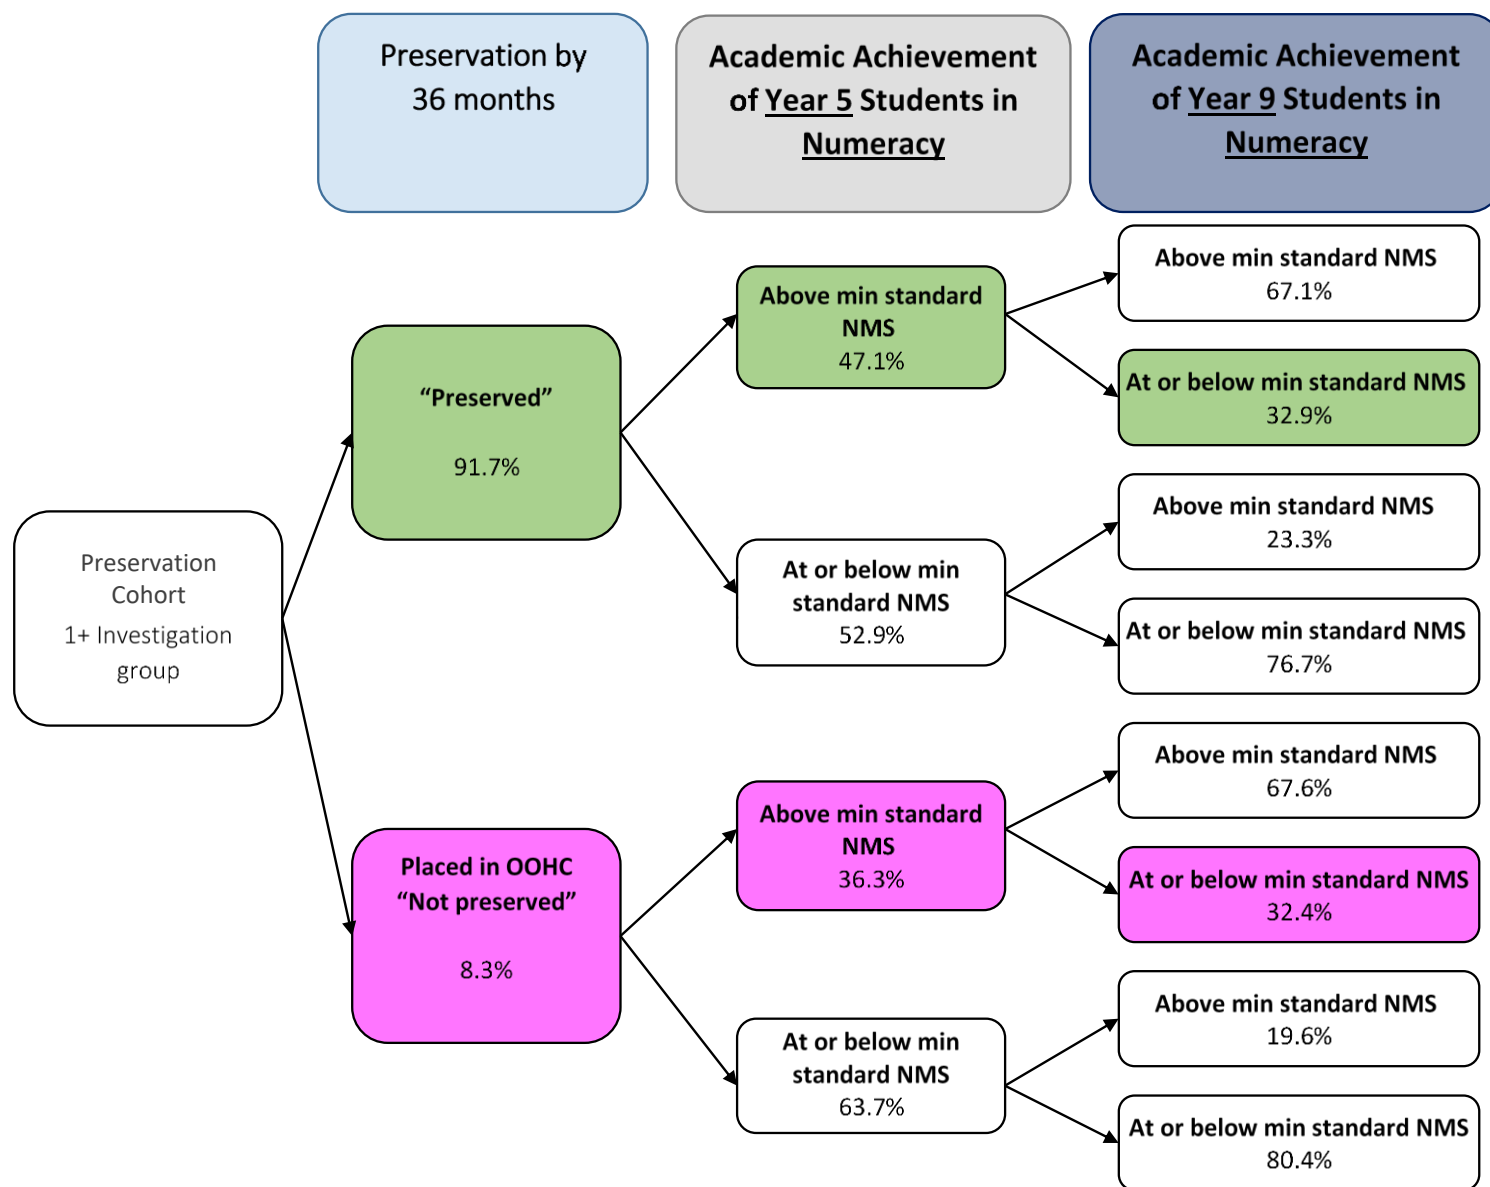 Preservation by
36 months
Academic Achievement
of Year 5 Students in
Numeracy
Academic Achievement
of Year 9 Students in
Numeracy
Preservation
Cohort
1+ Investigation
group
“Preserved”
91.7%
Above min standard
NMS
47.1%
Above min standard NMS
67.1%
At or below min standard NMS
32.9%
At or below min
standard NMS
52.9%
Above min standard NMS
23.3%
At or below min standard NMS
76.7%
Placed in OOHC
“Not preserved”
8.3%
Above min standard
NMS
36.3%
Above min standard NMS
67.6%
At or below min standard NMS
32.4%
At or below min
standard NMS
63.7%
Above min standard NMS
19.6%
At or below min standard NMS
80.4%